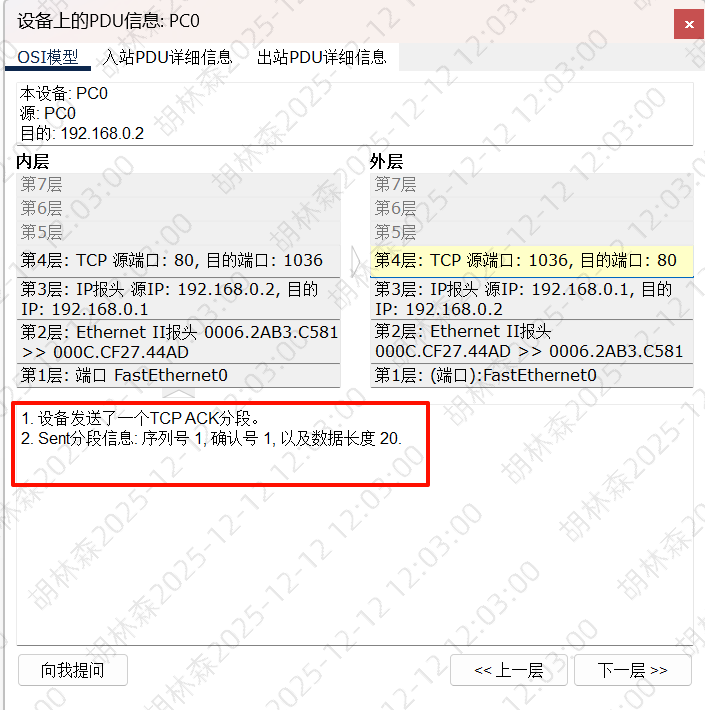 设备上的PDU信息: PC0
×
OSI模型 入站PDU详细信息 出站PDU详细信息
本设备: PC0
源: PC0
目的: 192.168.0.2
内层
第7层
第6层
第5层
第4层: TCP 源端口: 80, 目的端口: 1036
第3层: IP报头 源IP: 192.168.0.2, 目的
IP: 192.168.0.1
第2层: Ethernet II报头 0006.2AB3.C581
>> 000C.CF27.44AD
第1层: 端口 FastEthernet0
外层
第7层
第6层
第5层
第4层: TCP 源端口: 1036, 目的端口: 80
第3层: IP报头 源IP: 192.168.0.1, 目的
IP: 192.168.0.2
第2层: Ethernet II报头
000C.CF27.44AD >> 0006.2AB3.C581
第1层: (端口):FastEthernet0
1. 设备发送了一个TCP ACK分段。
2. Sent分段信息: 序列号 1, 确认号 1, 以及数据长度 20.
向我提问
<< 上一层
下一层 >>
胡林森2025-12-12 12:03:00